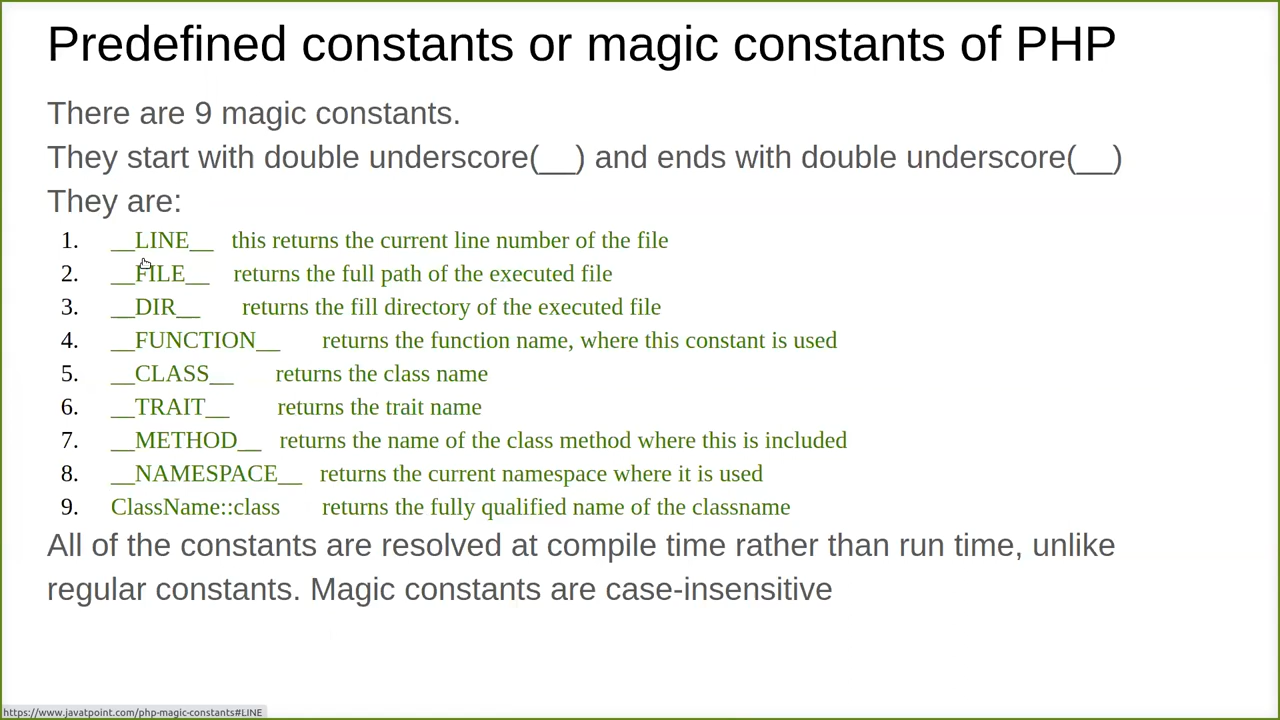 Predefined constants or magic constants of PHP
There are 9 magic constants.
They start with double underscore(__) and ends with double underscore(__)
They are:
1. __LINE__ this returns the current line number of the file
2. __FILE__ returns the full path of the executed file
3. __DIR__ returns the fill directory of the executed file
4. __FUNCTION__ returns the function name, where this constant is used
5. __CLASS__ returns the class name
6. __TRAIT__ returns the trait name
7. __METHOD__ returns the name of the class method where this is included
8. __NAMESPACE__ returns the current namespace where it is used
9. ClassName::class returns the fully qualified name of the classname
All of the constants are resolved at compile time rather than run time, unlike
regular constants. Magic constants are case-insensitive
https://www.javatpoint.com/php-magic-constants#LINE